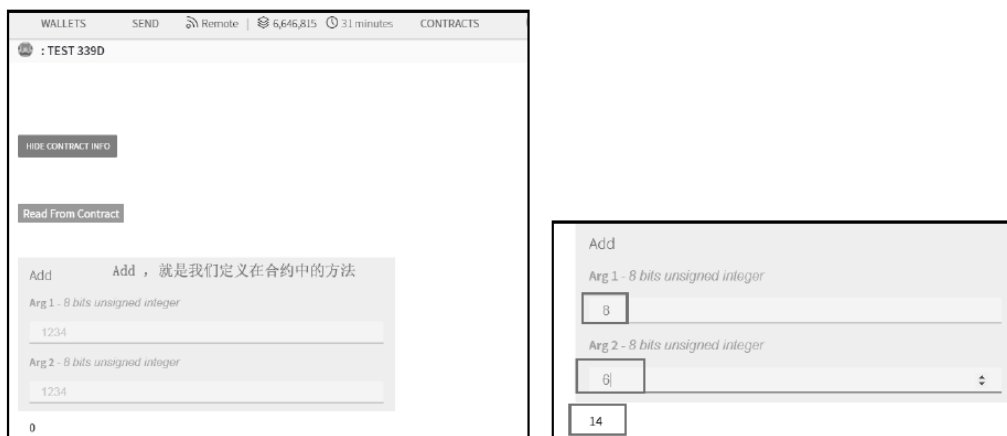 WALLETS SEND Remote | 6,646,815 31 minutes CONTRACTS
: TEST 339D
HIDE CONTRACT INFO
Read From Contract
Add Add ，就是我们定义在合约中的方法
Arg 1 - 8 bits unsigned integer
1234
Arg 2 - 8 bits unsigned integer
1234
0
Add
Arg 1 - 8 bits unsigned integer
8
Arg 2 - 8 bits unsigned integer
6
14